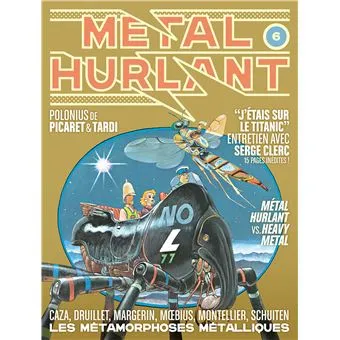 METAL
HURLANT
6
POLONIUS DE
PICARET & TARDI
"J'ÉTAIS SUR
LE TITANIC"
ENTRETIEN AVEC
SERGE CLERC
15 PAGES INÉDITES !
MÉTAL
HURLANT
VS. HEAVY
METAL
NO
L
77
CAZA, DRUILLET, MARGERIN, MŒBIUS, MONTELLIER, SCHUITEN
LES MÉTAMORPHOSES MÉTALLIQUES